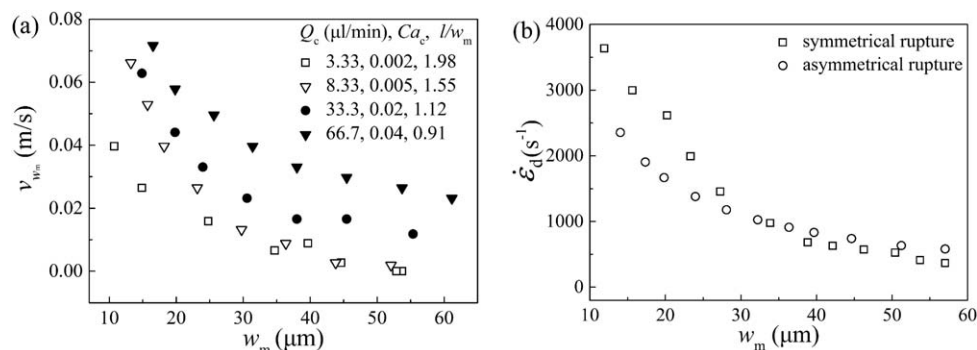 (a)
Q_c (µl/min), Ca_c, l/w_m
3.33, 0.002, 1.98
8.33, 0.005, 1.55
33.3, 0.02, 1.12
66.7, 0.04, 0.91
0.08
0.06
0.04
0.02
0.00
v_{w_m} (m/s)
10 20 30 40 50 60
w_m (µm)
(b)
symmetrical rupture
asymmetrical rupture
4000
3000
2000
1000
0
ε̇_d(s⁻¹)
10 20 30 40 50 60
w_m (µm)